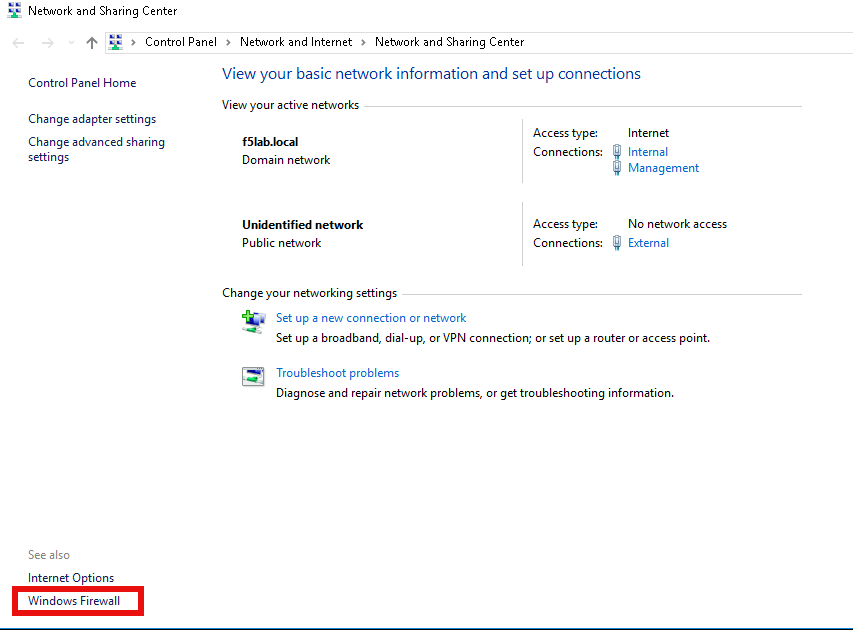 Network and Sharing Center
Control Panel > Network and Internet > Network and Sharing Center
Control Panel Home
Change adapter settings
Change advanced sharing
settings
View your basic network information and set up connections
View your active networks
f5lab.local
Domain network
Access type: Internet
Connections: Internal
Management
Unidentified network
Public network
Access type: No network access
Connections: External
Change your networking settings
Set up a new connection or network
Set up a broadband, dial-up, or VPN connection; or set up a router or access point.
Troubleshoot problems
Diagnose and repair network problems, or get troubleshooting information.
See also
Internet Options
Windows Firewall